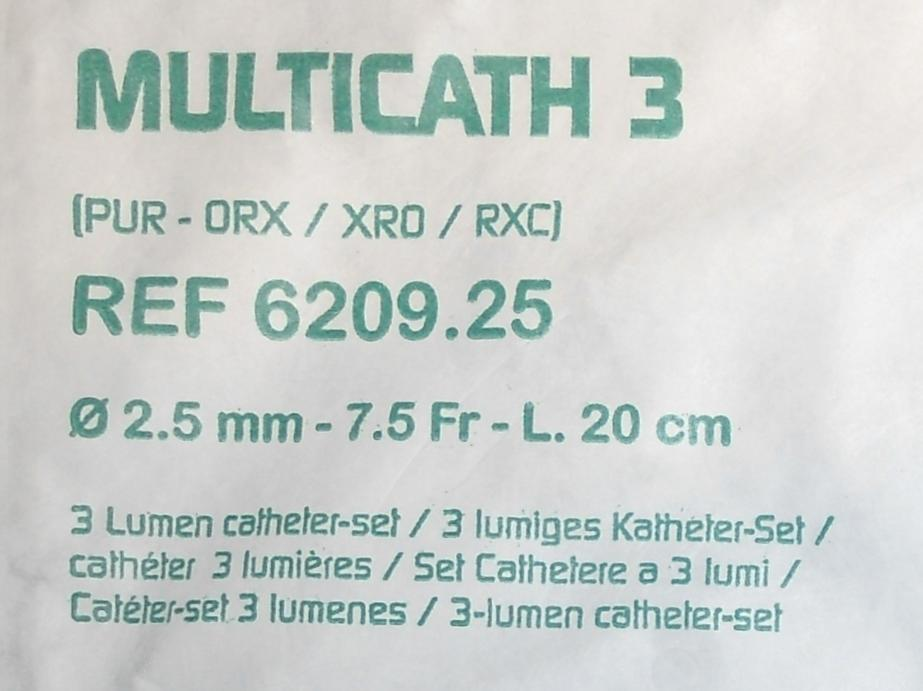 MULTICATH 3
(PUR - ORX / XRO / RXC)
REF 6209.25
Ø 2.5 mm - 7.5 Fr - L. 20 cm
3 Lumen catheter-set / 3 lumiges Katheter-Set /
cathéter 3 lumières / Set Cathetere a 3 lumi /
Catéter-set 3 lumenes / 3-lumen catheter-set